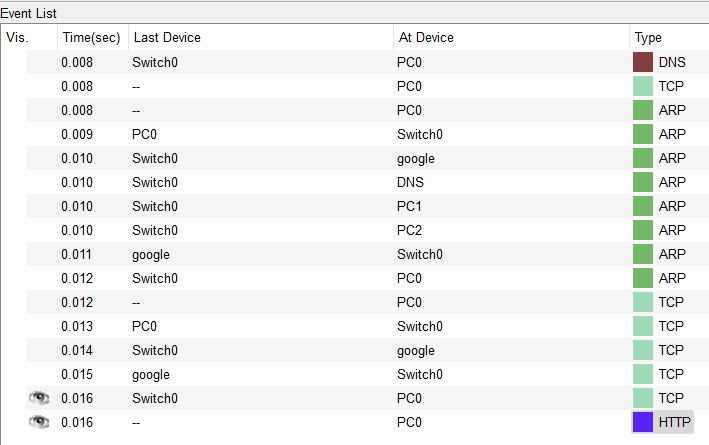 Event List
Vis. Time(sec) Last Device At Device Type
0.008 Switch0 PC0 DNS
0.008 -- PC0 TCP
0.008 -- PC0 ARP
0.009 PC0 Switch0 ARP
0.010 Switch0 google ARP
0.010 Switch0 DNS ARP
0.010 Switch0 PC1 ARP
0.010 Switch0 PC2 ARP
0.011 google Switch0 ARP
0.012 Switch0 PC0 ARP
0.012 -- PC0 TCP
0.013 PC0 Switch0 TCP
0.014 Switch0 google TCP
0.015 google Switch0 TCP
0.016 Switch0 PC0 TCP
0.016 -- PC0 HTTP